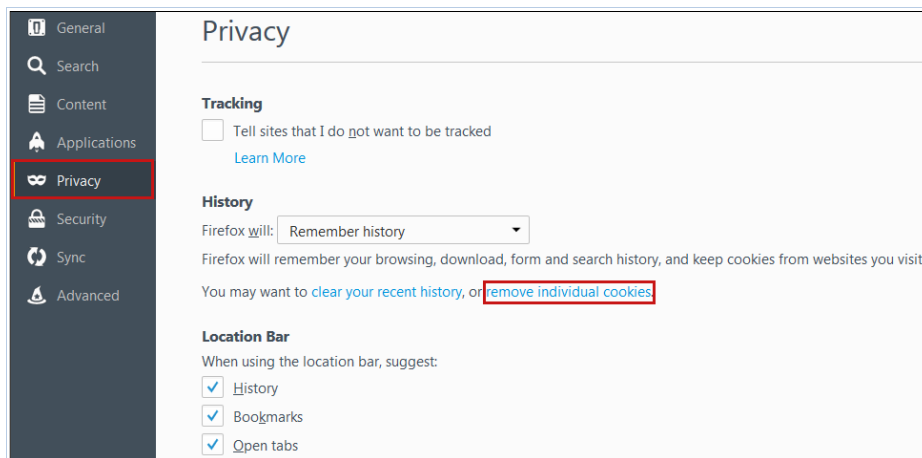 General
Search
Content
Applications
Privacy
Security
Sync
Advanced
Privacy
Tracking
Tell sites that I do not want to be tracked
Learn More
History
Firefox will: Remember history
Firefox will remember your browsing, download, form and search history, and keep cookies from websites you visit
You may want to clear your recent history, or remove individual cookies.
Location Bar
When using the location bar, suggest:
History
Bookmarks
Open tabs